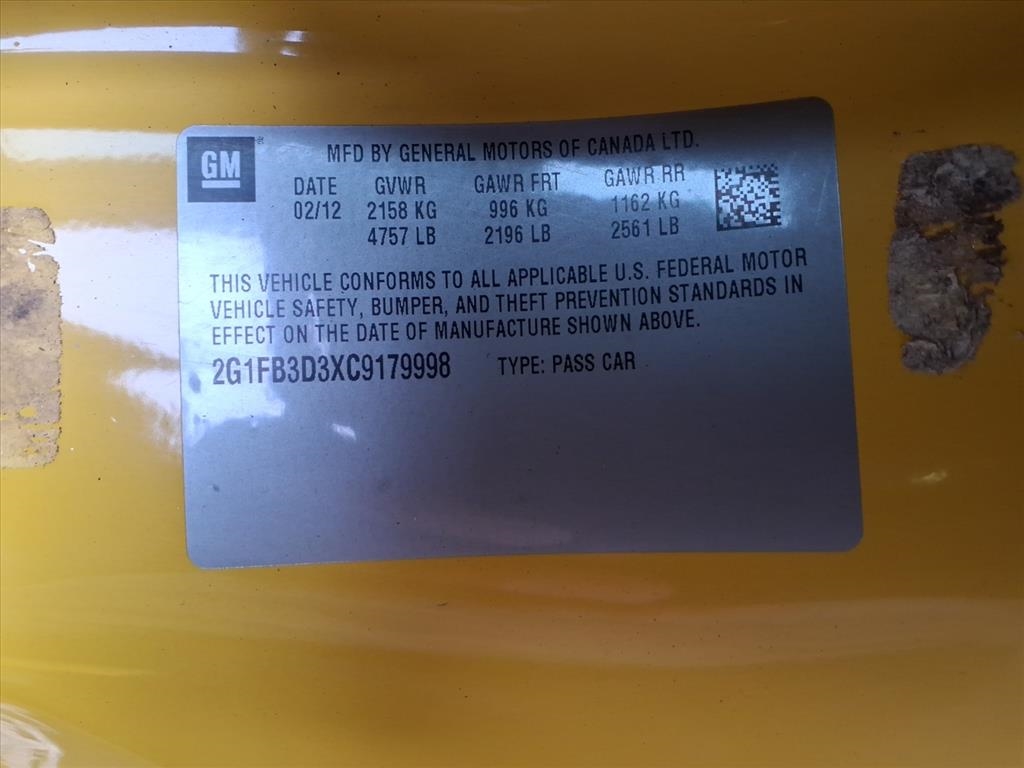 GM
MFD BY GENERAL MOTORS OF CANADA LTD.
DATE GVWR GAWR FRT GAWR RR
02/12 2158 KG 996 KG 1162 KG
4757 LB 2196 LB 2561 LB
THIS VEHICLE CONFORMS TO ALL APPLICABLE U.S. FEDERAL MOTOR
VEHICLE SAFETY, BUMPER, AND THEFT PREVENTION STANDARDS IN
EFFECT ON THE DATE OF MANUFACTURE SHOWN ABOVE.
2G1FB3D3XC9179998 TYPE: PASS CAR